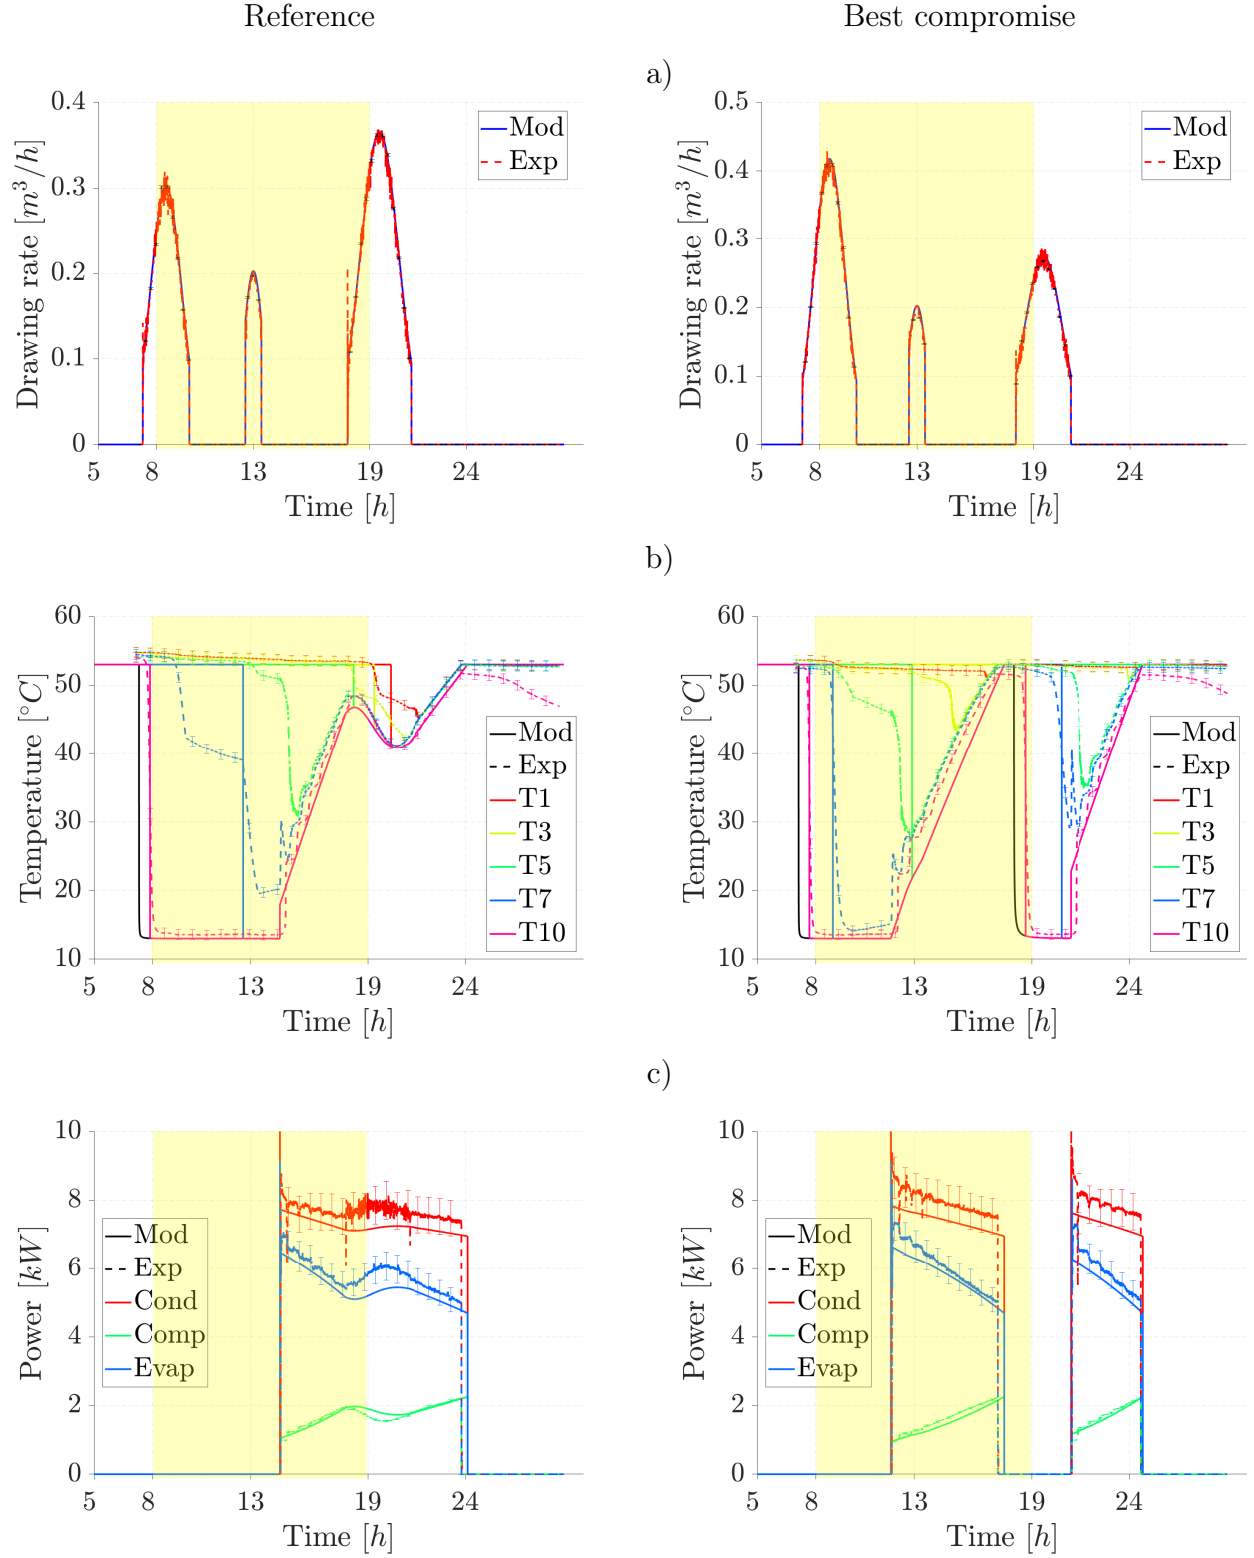 Reference
Best compromise
a)
0.4
0.3
0.2
0.1
0
5
8
13
19
24
Drawing rate [m³/h]
Time [h]
Mod
Exp
0.5
0.4
0.3
0.2
0.1
0
5
8
13
19
24
Drawing rate [m³/h]
Time [h]
Mod
Exp
b)
60
50
40
30
20
10
5
8
13
19
24
Temperature [°C]
Time [h]
Mod
Exp
T1
T3
T5
T7
T10
60
50
40
30
20
10
5
8
13
19
24
Temperature [°C]
Time [h]
Mod
Exp
T1
T3
T5
T7
T10
c)
10
8
6
4
2
0
5
8
13
19
24
Power [kW]
Time [h]
Mod
Exp
Cond
Comp
Evap
10
8
6
4
2
0
5
8
13
19
24
Power [kW]
Time [h]
Mod
Exp
Cond
Comp
Evap